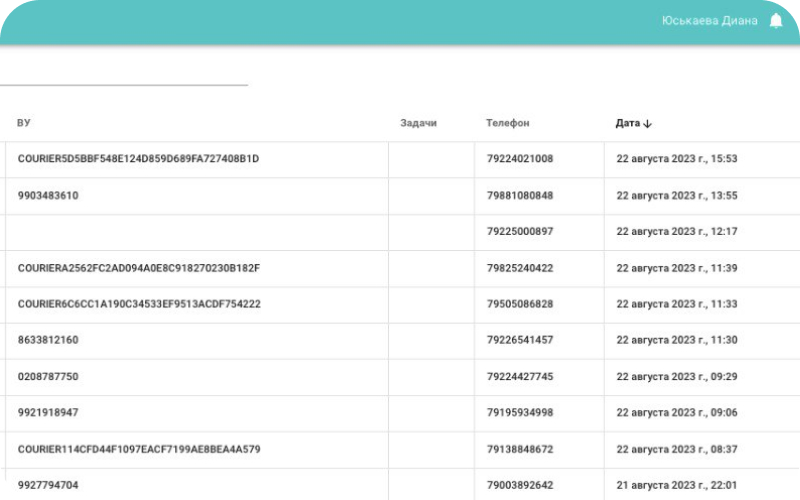 Юськаева Диана
ВУ Задачи Телефон Дата
COURIER5D5BBF548E124D859D689FA727408B1D 79224021008 22 августа 2023 г., 15:53
9903483610 79881080848 22 августа 2023 г., 13:55
79225000897 22 августа 2023 г., 12:17
COURIERA2562FC2AD094A0E8C918270230B182F 79825240422 22 августа 2023 г., 11:39
COURIER6C6CC1A190C34533EF9513ACDF754222 79505086828 22 августа 2023 г., 11:33
8633812160 79226541457 22 августа 2023 г., 11:30
0208787750 79224427745 22 августа 2023 г., 09:29
9921918947 79195934998 22 августа 2023 г., 09:06
COURIER114CFD44F1097EACF7199AE8BEA4A579 79138848672 22 августа 2023 г., 08:37
9927794704 79003892642 21 августа 2023 г., 22:01